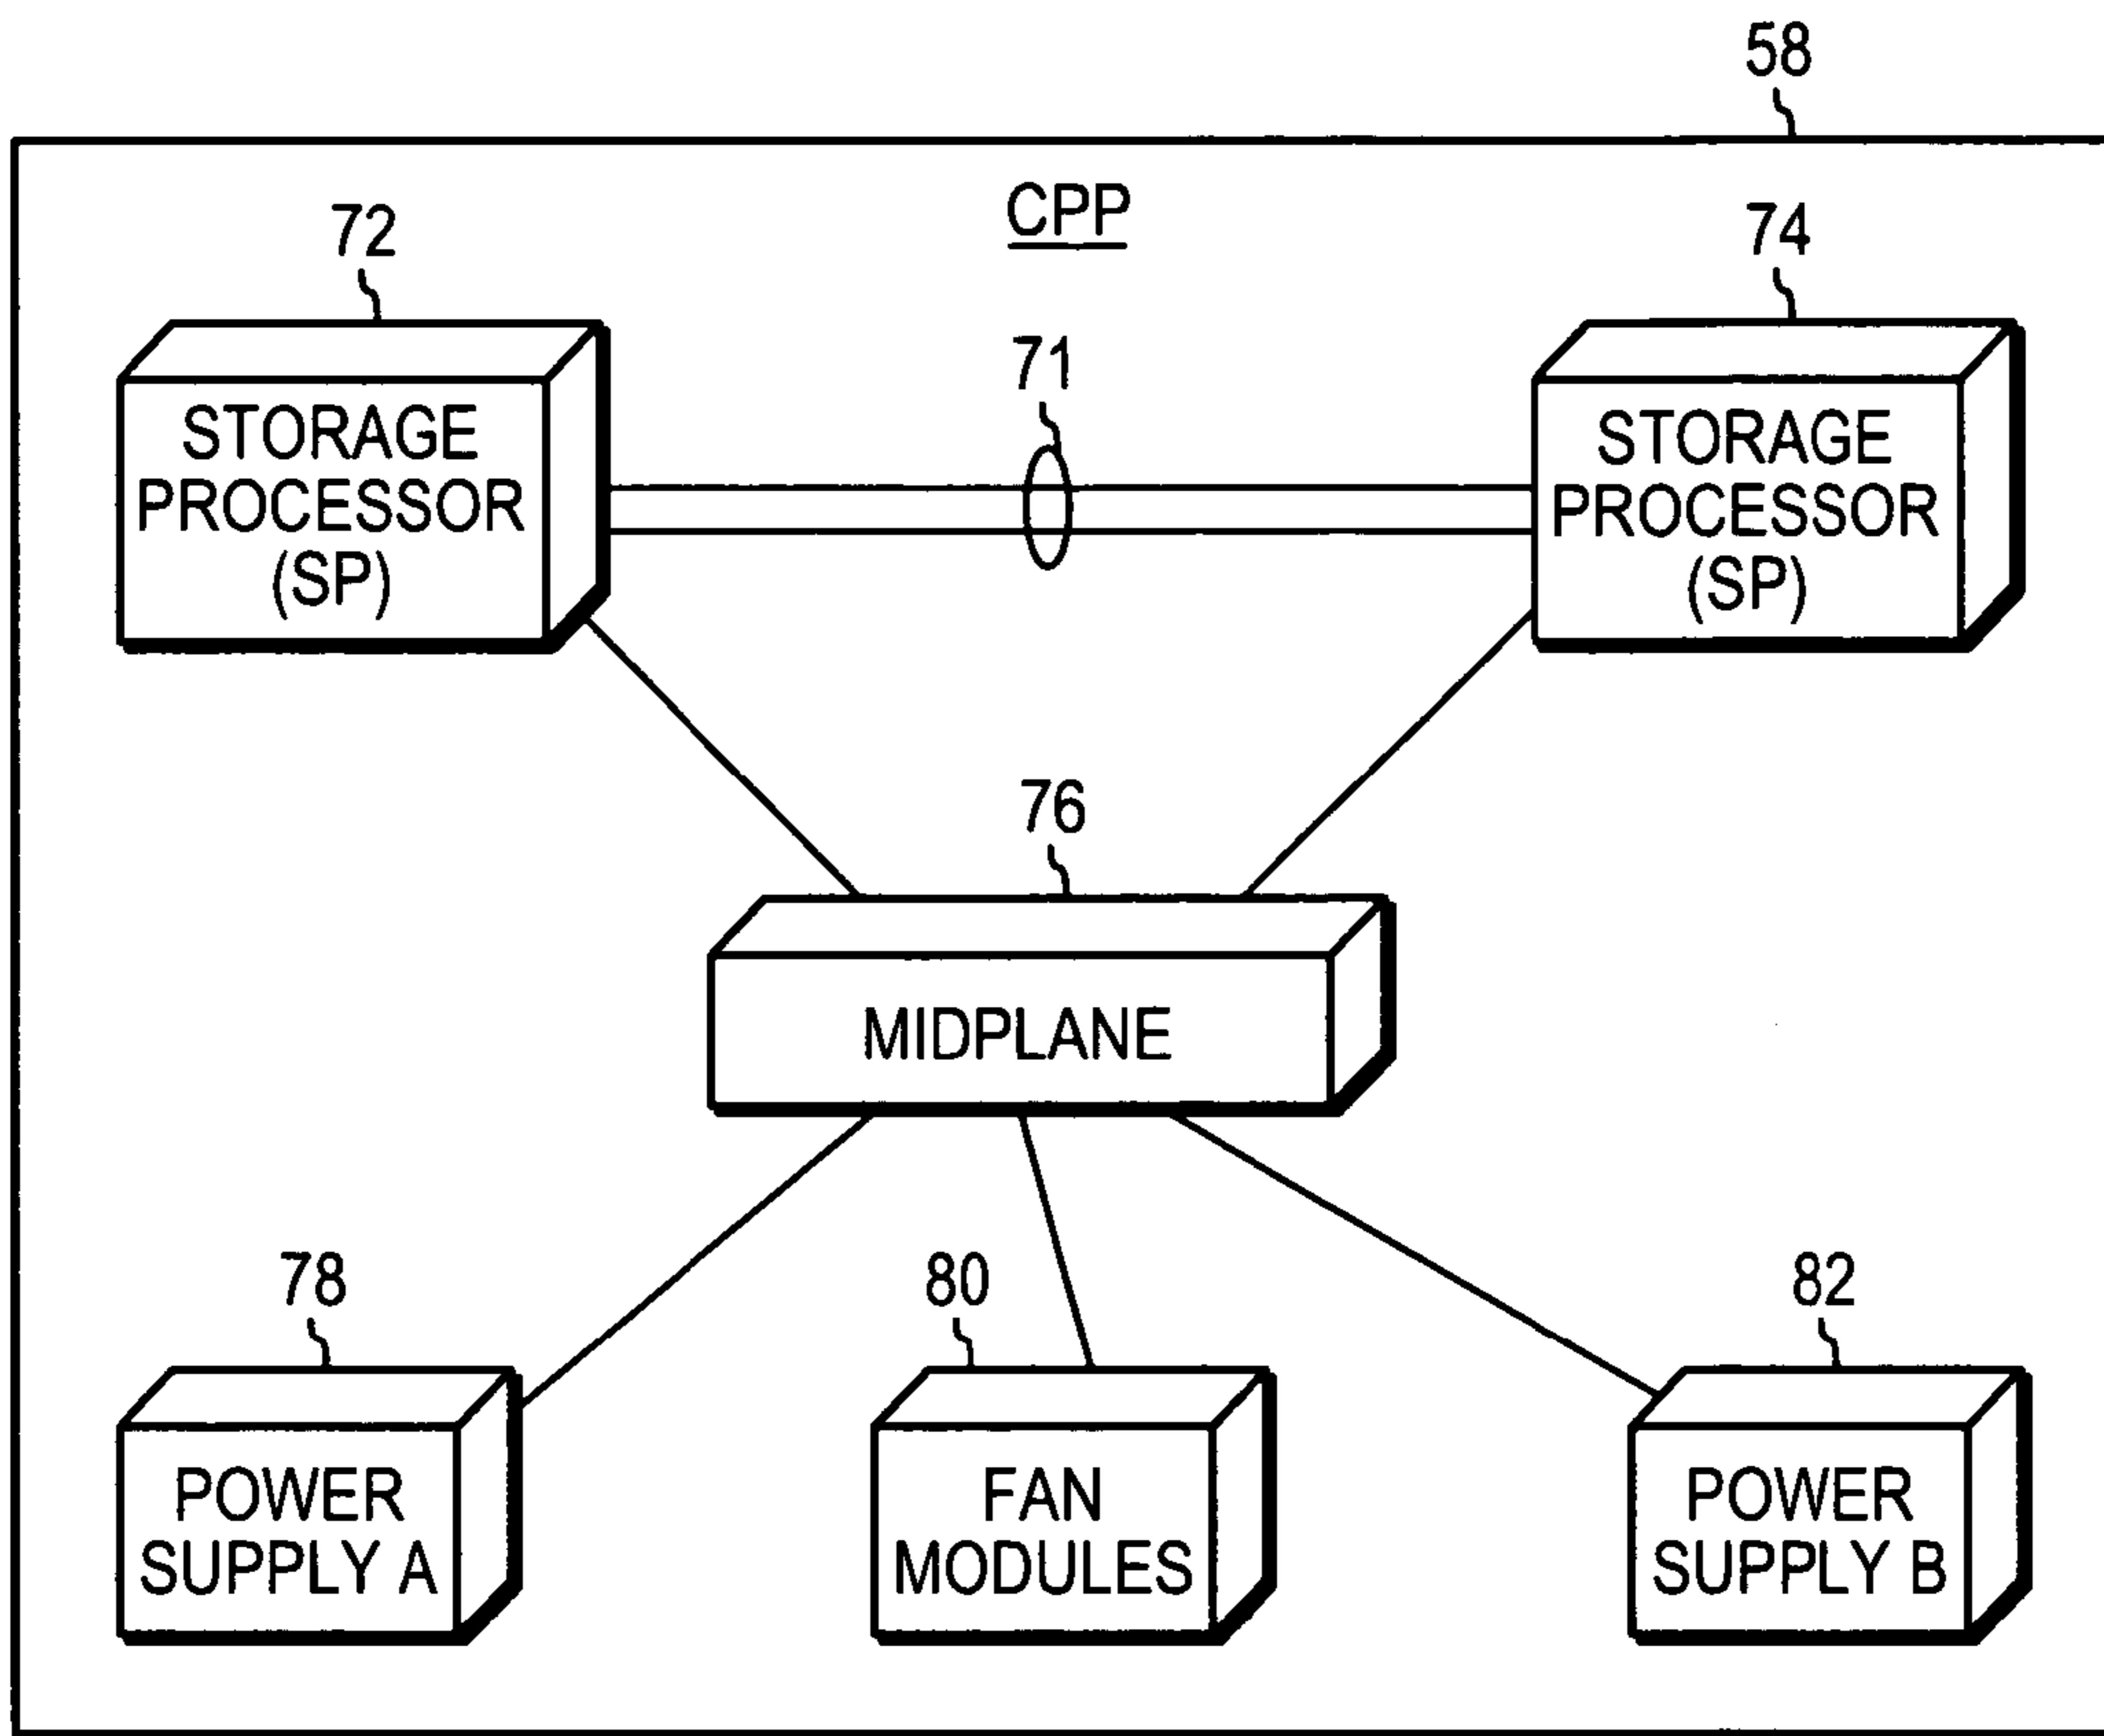 58
CPP
72
74
71
STORAGE
PROCESSOR
(SP)
STORAGE
PROCESSOR
(SP)
76
MIDPLANE
78
80
82
POWER
SUPPLY A
FAN
MODULES
POWER
SUPPLY B